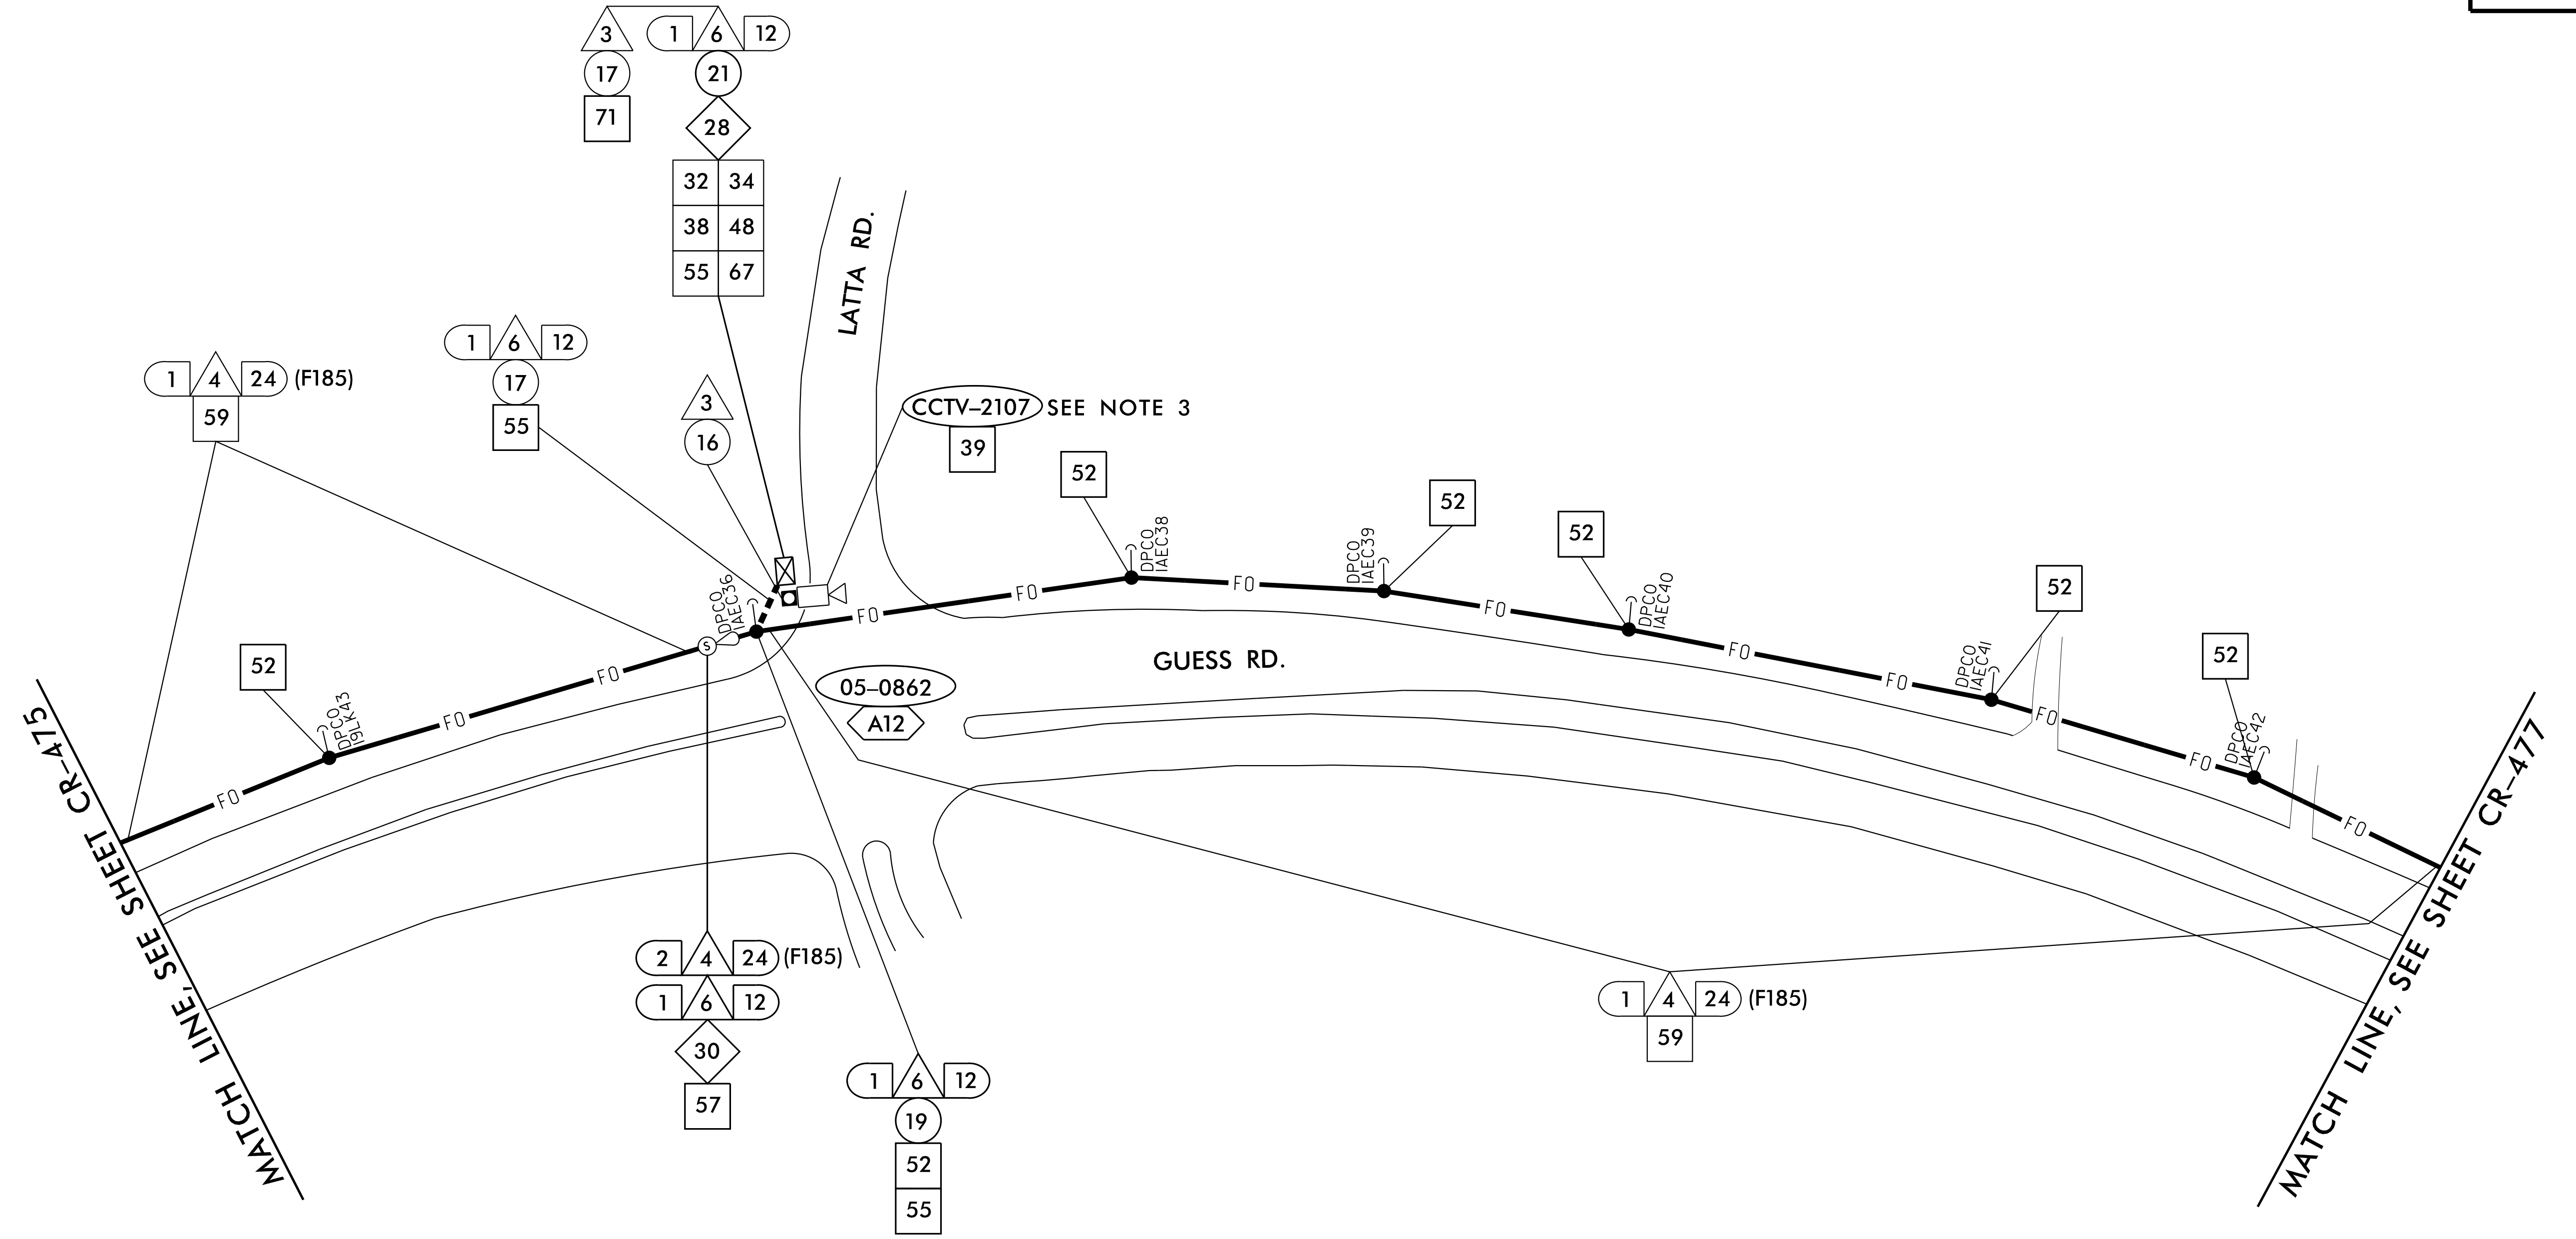 3
17
71
1 6 12
21
28
32 34
38 48
55 67
LATTA RD.
1 6 12
17
55
1 4 24 (F185)
59
3
16
CCTV-2107 SEE NOTE 3
39
52
DPCO
IAEC38
52
DPCO
IAEC39
52
DPCO
IAEC40
52
DPCO
IAEC41
52
DPCO
IAEC42
52
DPCO
I9LK43
DPCO
IAEC36
S
FO
FO
FO
FO
FO
FO
FO
FO
FO
FO
FO
FO
GUESS RD.
05-0862
A12
MATCH LINE, SEE SHEET CR-475
MATCH LINE, SEE SHEET CR-477
2 4 24 (F185)
1 6 12
30
57
1 6 12
19
52
55
1 4 24 (F185)
59